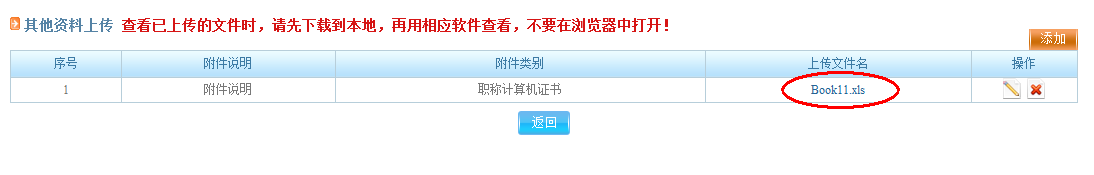 其他资料上传 查看已上传的文件时，请先下载到本地，再用相应软件查看，不要在浏览器中打开！
添加
序号 附件说明 附件类别 上传文件名 操作
1 附件说明 职称计算机证书 Book11.xls
返回